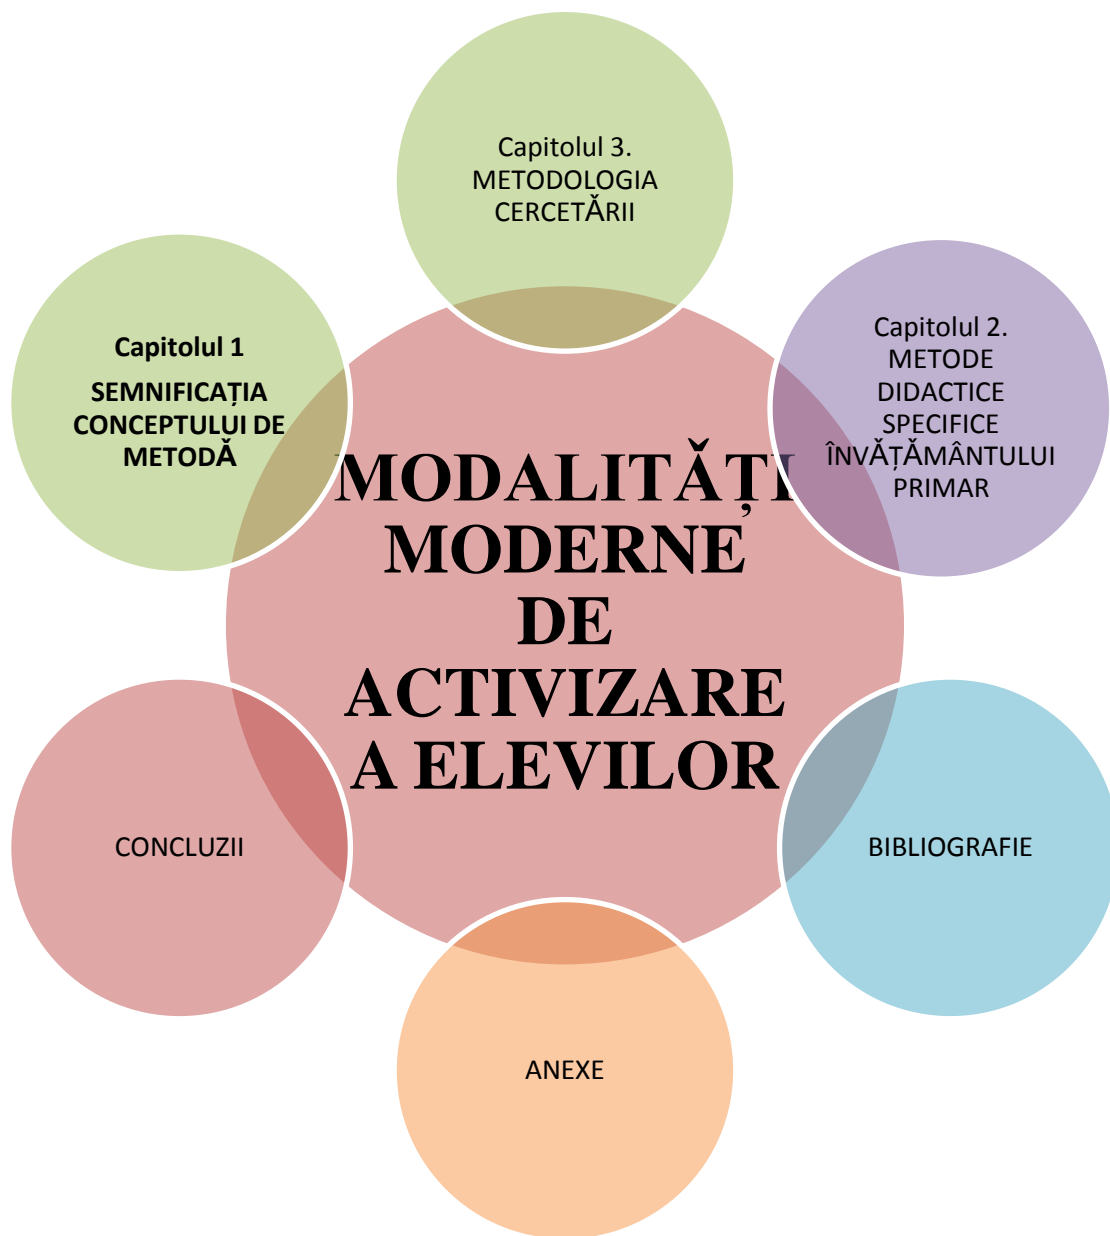 Capitolul 3.
METODOLOGIA
CERCETĂRII
Capitolul 1
SEMNIFICAȚIA
CONCEPTULUI DE
METODĂ
Capitolul 2.
METODE
DIDACTICE
SPECIFICE
ÎNVĂȚĂMÂNTULUI
PRIMAR
MODALITĂȚI
MODERNE
DE
ACTIVIZARE
A ELEVILOR
CONCLUZII
BIBLIOGRAFIE
ANEXE